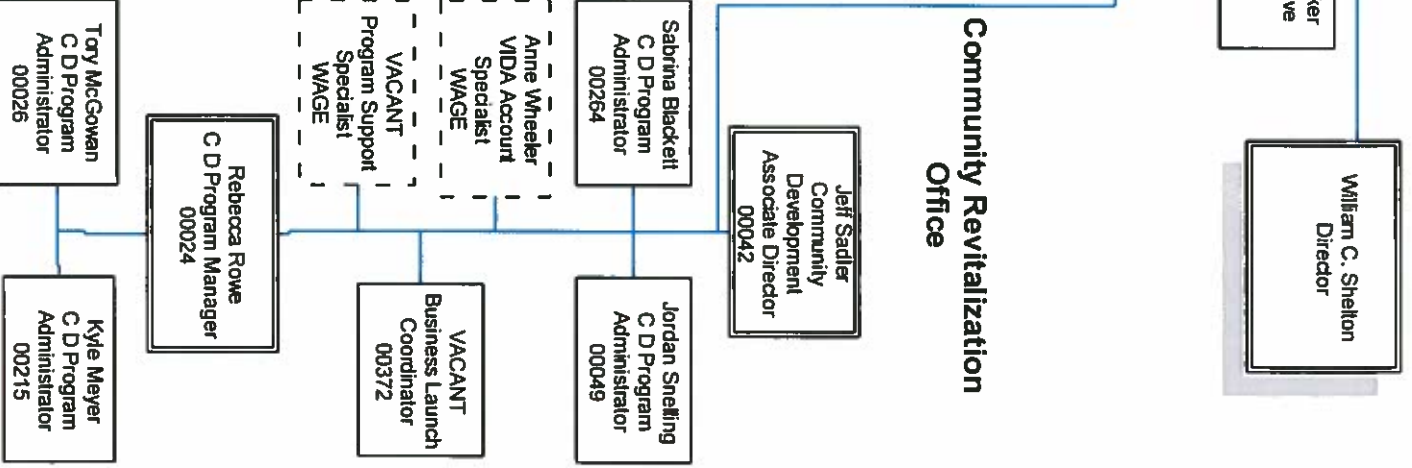 ker
ve
William C. Shelton
Director
Community Revitalization
Office
Jeff Sadler
Community
Development
Associate Director
00042
Sabrina Blackett
C D Program
Administrator
00264
Jordan Snelling
C D Program
Administrator
00049
Anne Wheeler
VIDA Account
Specialist
WAGE
VACANT
Program Support
Specialist
WAGE
VACANT
Business Launch
Coordinator
00372
Rebecca Rowe
C D Program Manager
00024
Tory McGowan
C D Program
Administrator
00026
Kyle Meyer
C D Program
Administrator
00215